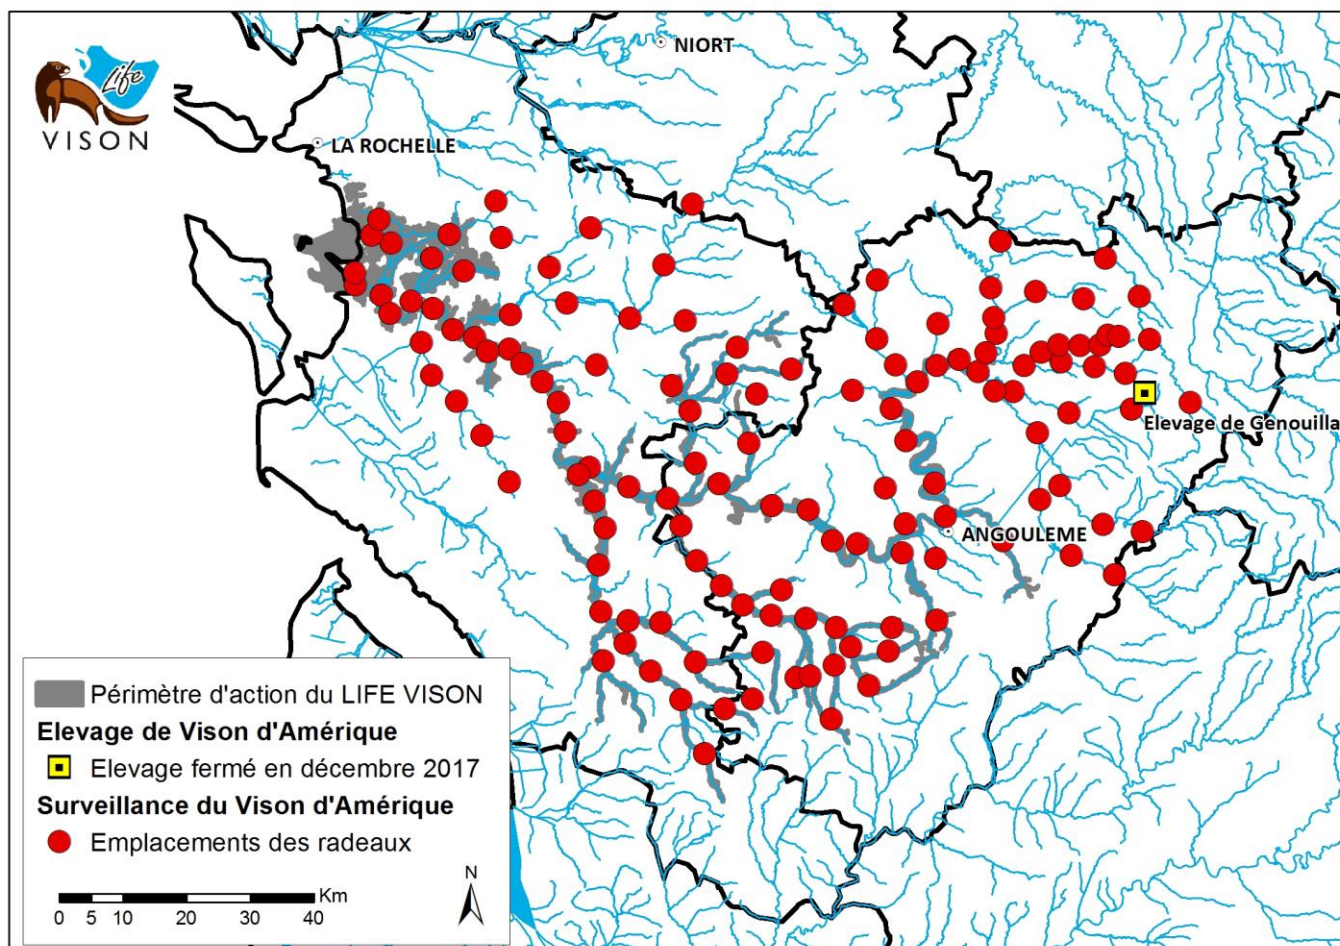 Life
VISON
NIORT
LA ROCHELLE
Elevage de Genouilla
ANGOULEME
Périmètre d'action du LIFE VISON
Elevage de Vison d'Amérique
Elevage fermé en décembre 2017
Surveillance du Vison d'Amérique
Emplacements des radeaux
N
Km
0 5 10 20 30 40